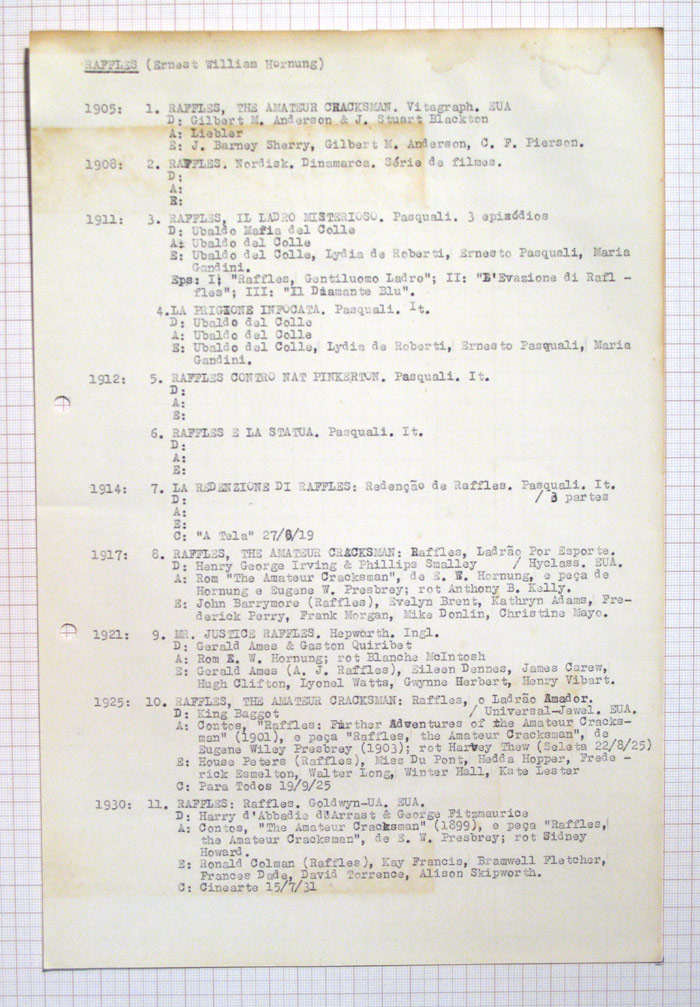 RAFFLES (Ernest William Hornung)
1905: 1. RAFFLES, THE AMATEUR CRACKSMAN. Vitagraph. EUA
D: Gilbert M. Anderson & J. Stuart Blackton
A: Liebler
E: J. Barney Sherry, Gilbert M. Anderson, C. F. Pierson.
1908: 2. RAFFLES. Nordisk. Dinamarca. Série de filmes.
D:
A:
E:
1911: 3. RAFFLES, IL LADRO MISTERIOSO. Pasquali. 3 episódios
D: Ubaldo Mafia del Colle
A: Ubaldo del Colle
E: Ubaldo del Colle, Lydia de Roberti, Ernesto Pasquali, Maria
Gandini.
Eps: I: "Raffles, Gentiluomo Ladro"; II: "L'Evazione di Raf-
fles"; III: "Il Diamante Blu".
4. LA PRIGIONE INFOCATA. Pasquali. It.
D: Ubaldo del Colle
A: Ubaldo del Colle
E: Ubaldo del Colle, Lydia de Roberti, Ernesto Pasquali, Maria
Gandini.
1912: 5. RAFFLES CONTRO NAT PINKERTON. Pasquali. It.
D:
A:
E:
6. RAFFLES E LA STATUA. Pasquali. It.
D:
A:
E:
1914: 7. LA REDENZIONE DI RAFFLES: Redenção de Raffles. Pasquali. It.
D: / 3 partes
A:
E:
C: "A Tela" 27/6/19
1917: 8. RAFFLES, THE AMATEUR CRACKSMAN: Raffles, Ladrão Por Esporte.
D: Henry George Irving & Phillips Smalley / Hyclass. EUA.
A: Rom "The Amateur Cracksman", de E. W. Hornung, e peça de
Hornung e Eugene W. Presbrey; rot Anthony B. Kelly.
E: John Barrymore (Raffles), Evelyn Brent, Kathryn Adams, Fre-
derick Perry, Frank Morgan, Mike Donlin, Christine Mayo.
1921: 9. MR. JUSTICE RAFFLES. Hepworth. Ingl.
D: Gerald Ames & Gaston Quiribet
A: Rom E. W. Hornung; rot Blanche McIntosh
E: Gerald Ames (A. J. Raffles), Eileen Dennes, James Carew,
Hugh Clifton, Lyonel Watts, Gwynne Herbert, Henry Vibart.
1925: 10. RAFFLES, THE AMATEUR CRACKSMAN: Raffles, o Ladrão Amador.
D: King Baggot / Universal-Jewel. EUA.
A: Contos, "Raffles: Further Adventures of the Amateur Cracks-
man" (1901), e peça "Raffles, the Amateur Cracksman", de
Eugene Wiley Presbrey (1903); rot Harvey Thew (Seleta 22/8/25)
E: House Peters (Raffles), Miss Du Pont, Hedda Hopper, Frede-
rick Esmelton, Walter Long, Winter Hall, Kate Lester
C: Para Todos 19/9/25
1930: 11. RAFFLES: Raffles. Goldwyn-UA. EUA.
D: Harry d'Abbadie d'Arrast & George Fitzmaurice
A: Contos, "The Amateur Cracksman" (1899), e peça "Raffles,
the Amateur Cracksman", de E. W. Presbrey; rot Sidney
Howard.
E: Ronald Colman (Raffles), Kay Francis, Bramwell Fletcher,
Frances Dade, David Torrence, Alison Skipworth.
C: Cinearte 15/7/31